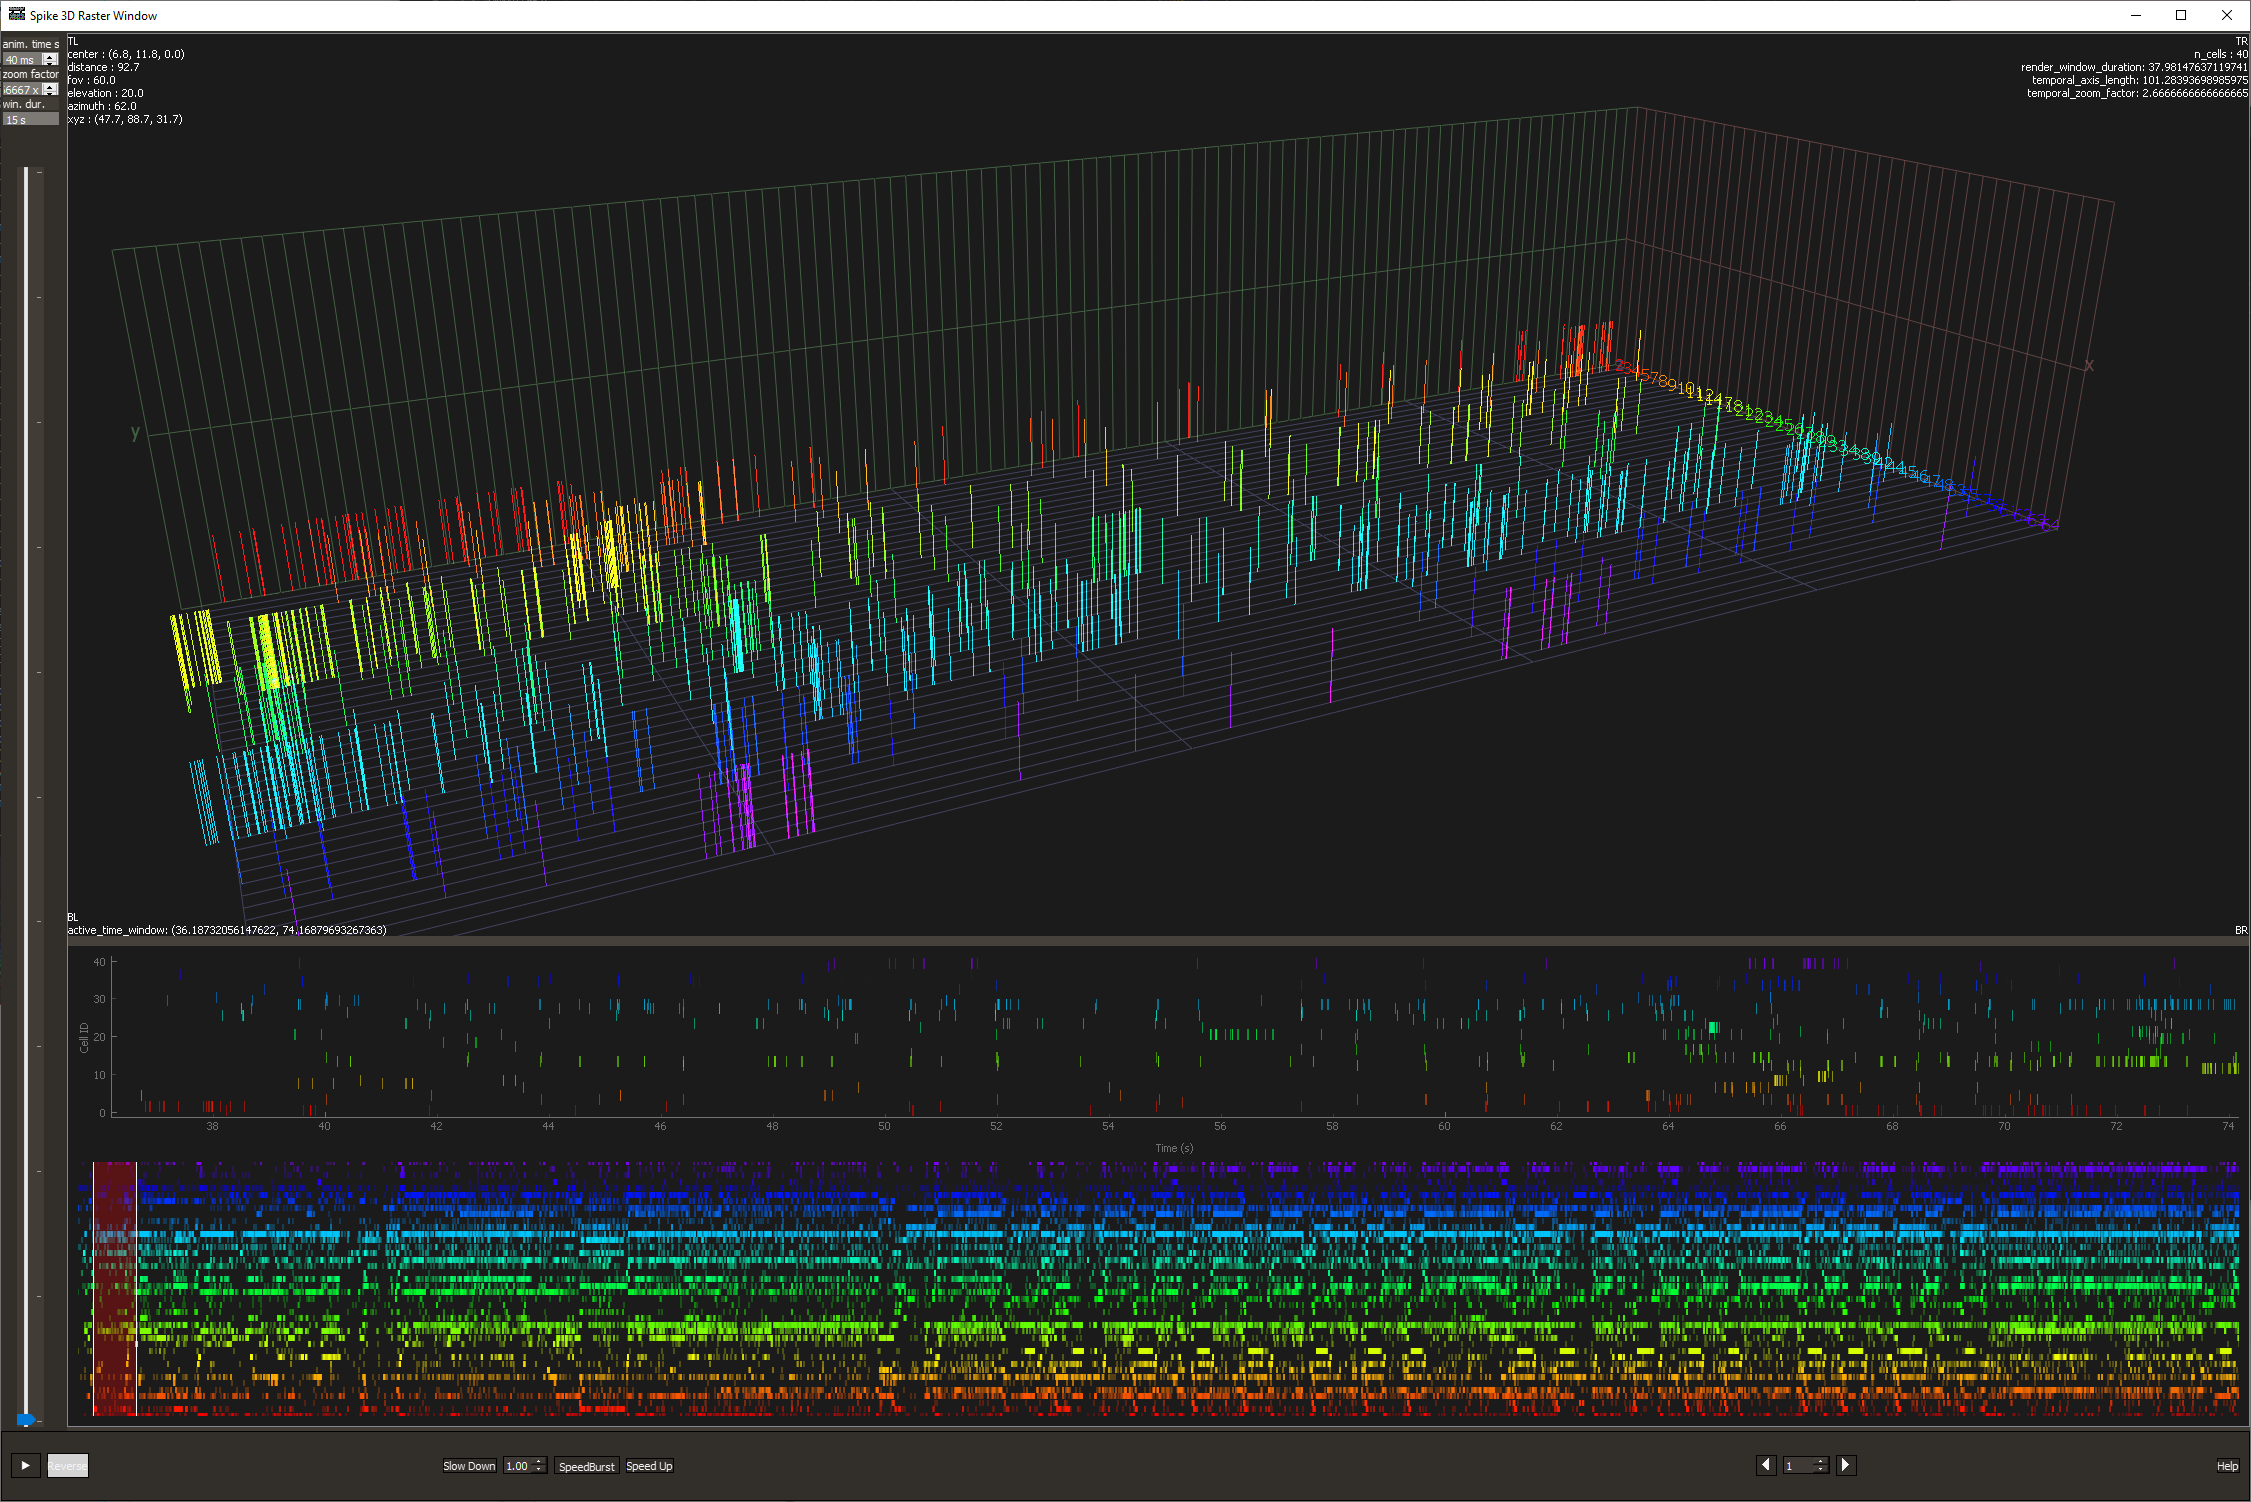 Spike 3D Raster Window
anim. time s
40 ms
zoom factor
6667 x
win. dur.
15 s
TL
center : (6.8, 11.8, 0.0)
distance : 92.7
fov : 60.0
elevation : 20.0
azimuth : 62.0
xyz : (47.7, 88.7, 31.7)
TR
n_cells : 40
render_window_duration: 37.98147637119741
temporal_axis_length: 101.28393698985975
temporal_zoom_factor: 2.6666666666666665
y
x
BL
active_time_window: (36.18732056147622, 74.16879693267363)
BR
40
30
20
10
0
Cell ID
38 40 42 44 46 48 50 52 54 56 58 60 62 64 66 68 70 72 74
Time (s)
Reverse
Slow Down
1.00
SpeedBurst
Speed Up
1
Help